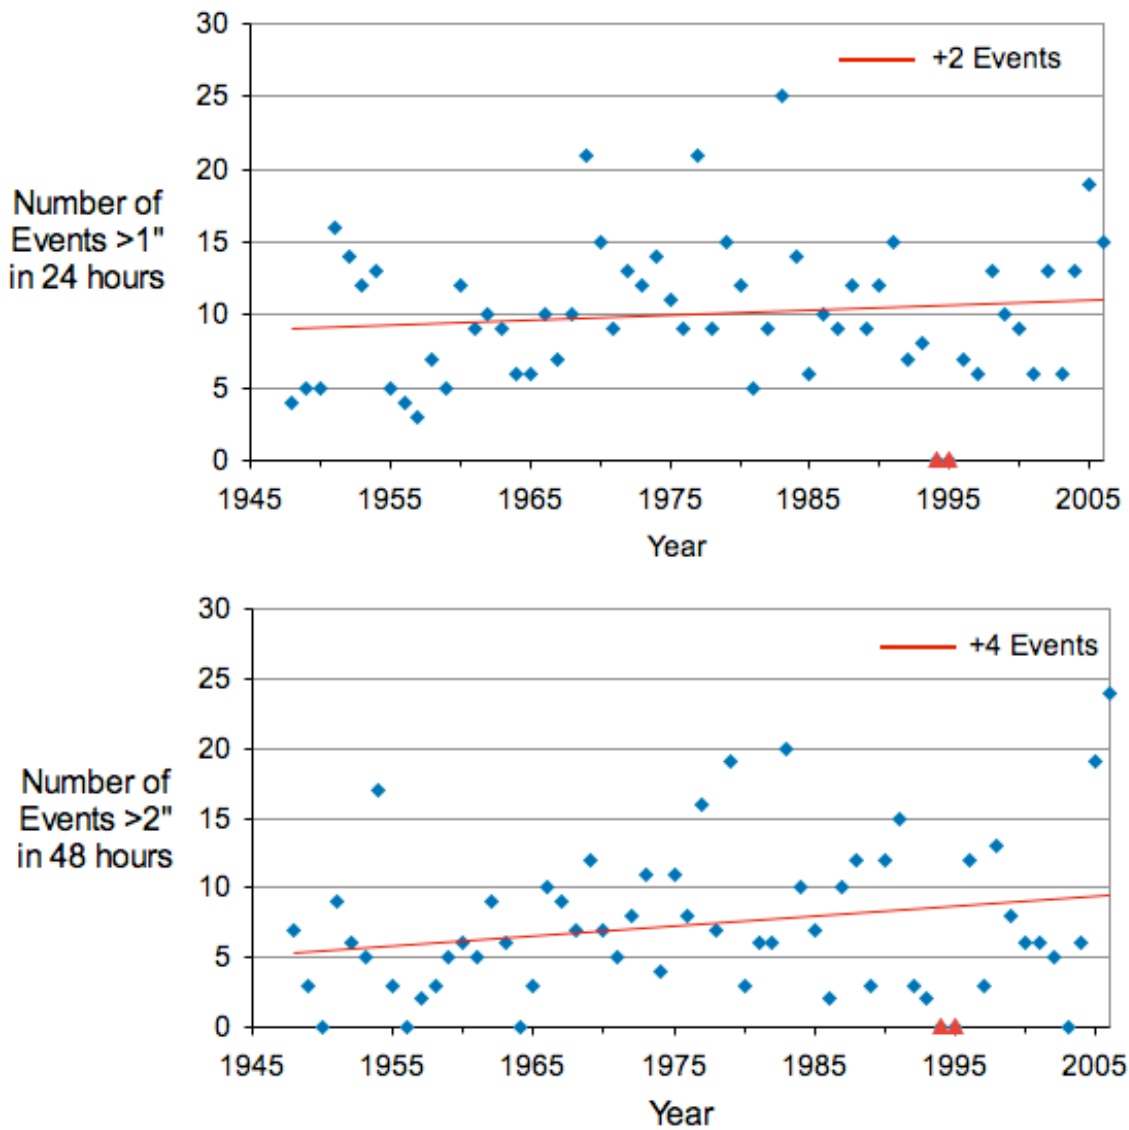 30
+2 Events
25
20
Number of
Events >1"
in 24 hours
15
10
5
0
1945 1955 1965 1975 1985 1995 2005
Year
30
+4 Events
25
20
Number of
Events >2"
in 48 hours
15
10
5
0
1945 1955 1965 1975 1985 1995 2005
Year